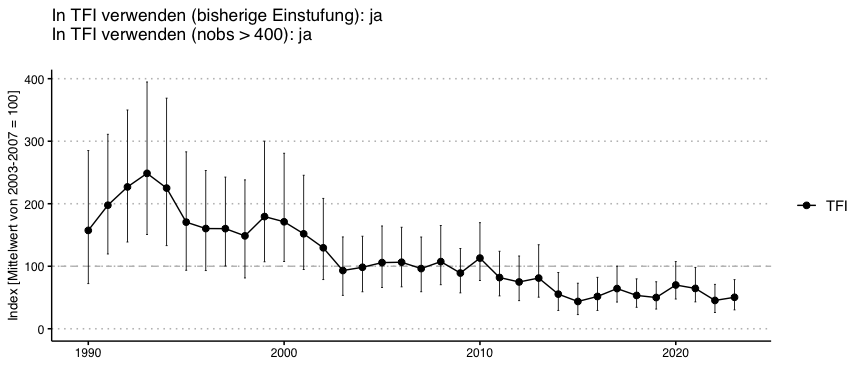 In TFI verwenden (bisherige Einstufung): ja
In TFI verwenden (nobs > 400): ja
Index [Mittelwert von 2003-2007 = 100]
400
300
200
100
0
1990
2000
2010
2020
TFI